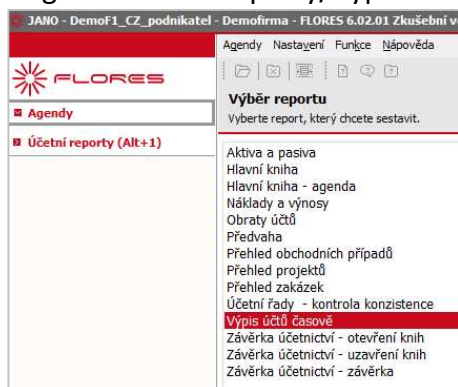 JANO - DemoF1_CZ_podnikatel - Demofirma - FLORES 6.02.01 Zkušební
Agendy Nastavení Funkce Nápověda
FLORES
Výběr reportu
Vyberte report, který chcete sestavit.
Agendy
Účetní reporty (Alt+1)
Aktiva a pasiva
Hlavní kniha
Hlavní kniha - agenda
Náklady a výnosy
Obraty účtů
Předvaha
Přehled obchodních případů
Přehled projektů
Přehled zakázek
Účetní řady - kontrola konzistence
Výpis účtů časově
Závěrka účetnictví - otevření knih
Závěrka účetnictví - uzavření knih
Závěrka účetnictví - závěrka